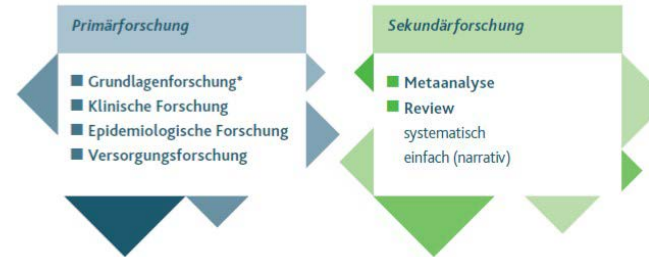 Primärforschung
Grundlagenforschung*
Klinische Forschung
Epidemiologische Forschung
Versorgungsforschung
Sekundärforschung
Metaanalyse
Review
systematisch
einfach (narrativ)